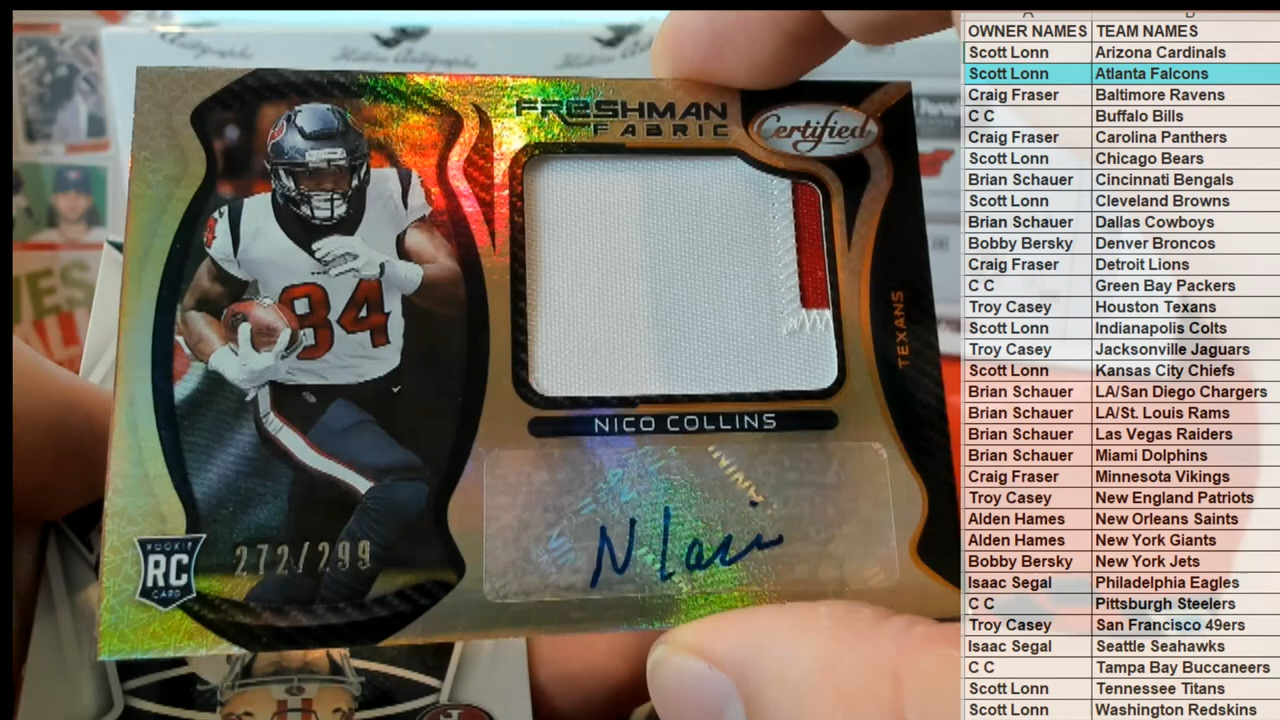 FRESHMAN
FABRIC
Certified
84
TEXANS
NICO COLLINS
ROOKIE
RC
CARD
272/299
OWNER NAMES TEAM NAMES
Scott Lonn Arizona Cardinals
Scott Lonn Atlanta Falcons
Craig Fraser Baltimore Ravens
C C Buffalo Bills
Craig Fraser Carolina Panthers
Scott Lonn Chicago Bears
Brian Schauer Cincinnati Bengals
Scott Lonn Cleveland Browns
Brian Schauer Dallas Cowboys
Bobby Bersky Denver Broncos
Craig Fraser Detroit Lions
C C Green Bay Packers
Troy Casey Houston Texans
Scott Lonn Indianapolis Colts
Troy Casey Jacksonville Jaguars
Scott Lonn Kansas City Chiefs
Brian Schauer LA/San Diego Chargers
Brian Schauer LA/St. Louis Rams
Brian Schauer Las Vegas Raiders
Brian Schauer Miami Dolphins
Craig Fraser Minnesota Vikings
Troy Casey New England Patriots
Alden Hames New Orleans Saints
Alden Hames New York Giants
Bobby Bersky New York Jets
Isaac Segal Philadelphia Eagles
C C Pittsburgh Steelers
Troy Casey San Francisco 49ers
Isaac Segal Seattle Seahawks
C C Tampa Bay Buccaneers
Scott Lonn Tennessee Titans
Scott Lonn Washington Redskins